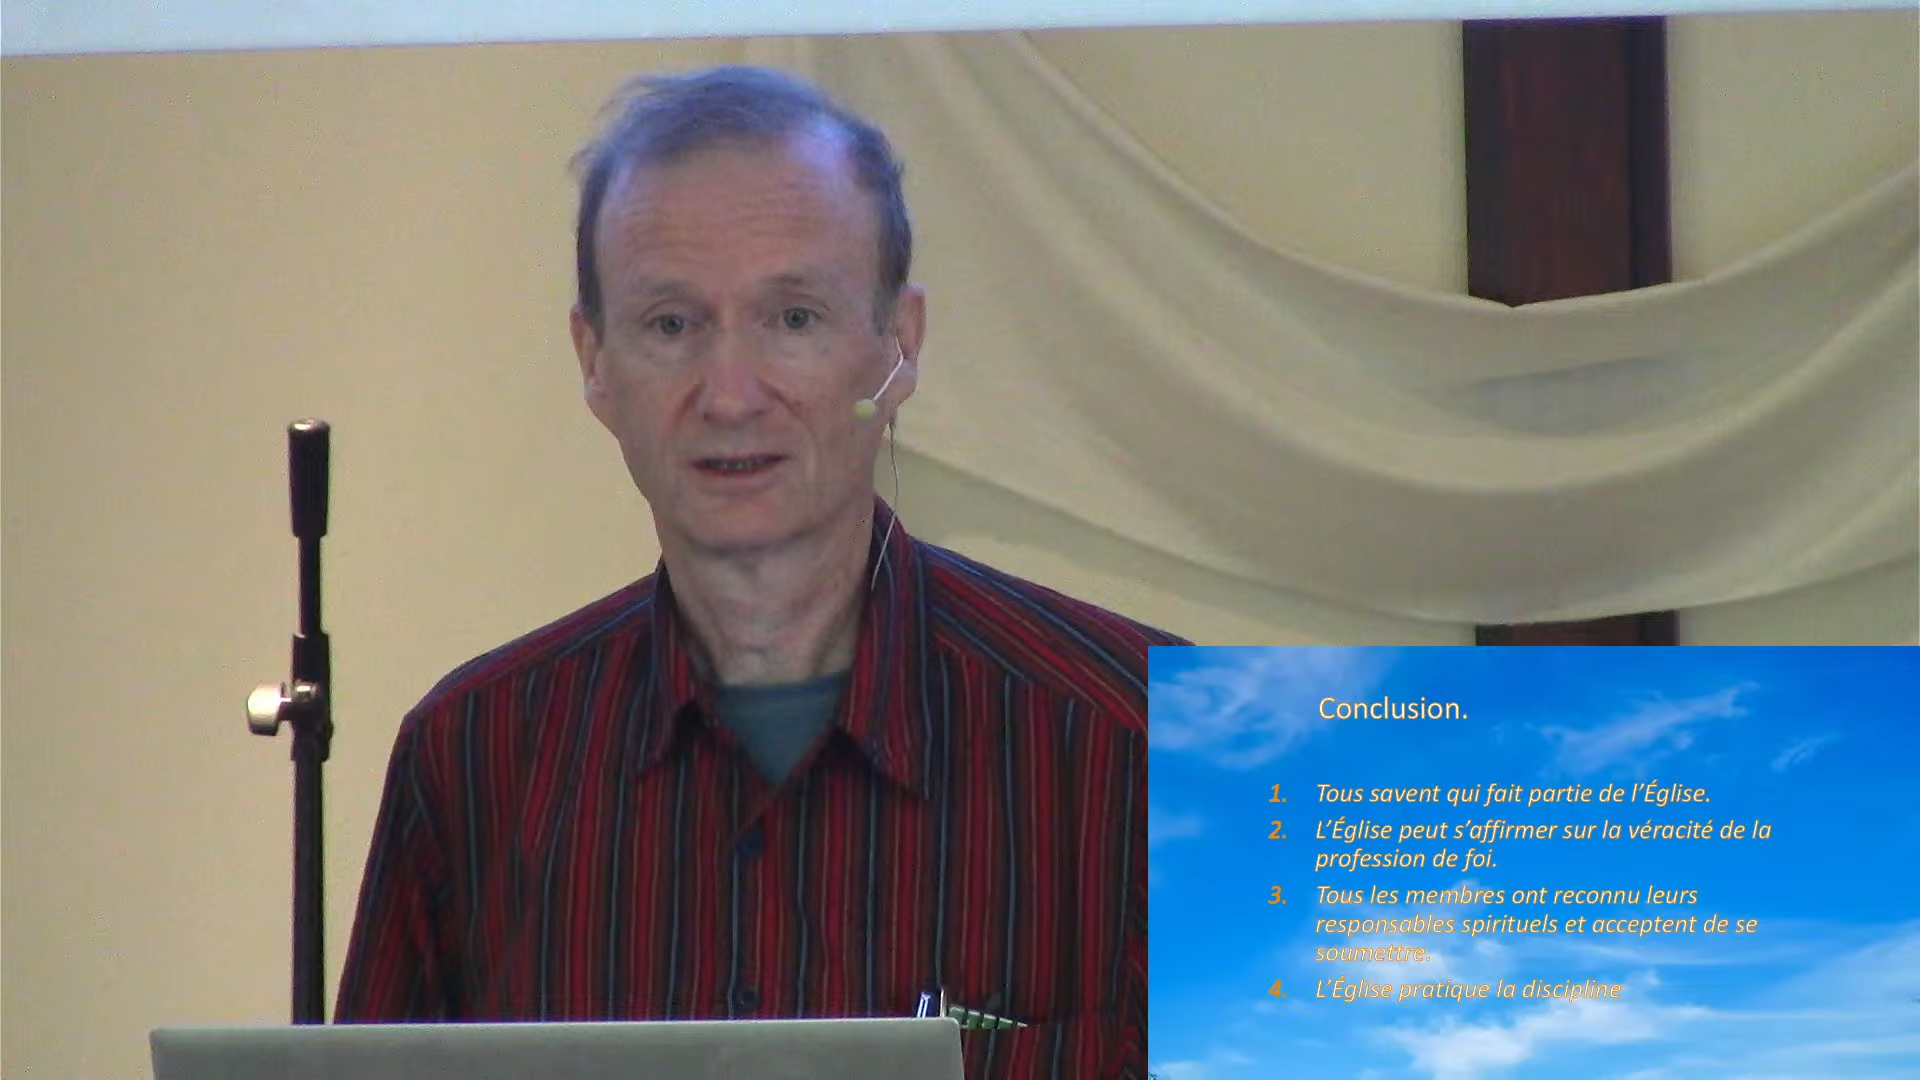 Conclusion.
1. Tous savent qui fait partie de l’Église.
2. L’Église peut s’affirmer sur la véracité de la
profession de foi.
3. Tous les membres ont reconnu leurs
responsables spirituels et acceptent de se
soumettre.
4. L’Église pratique la discipline